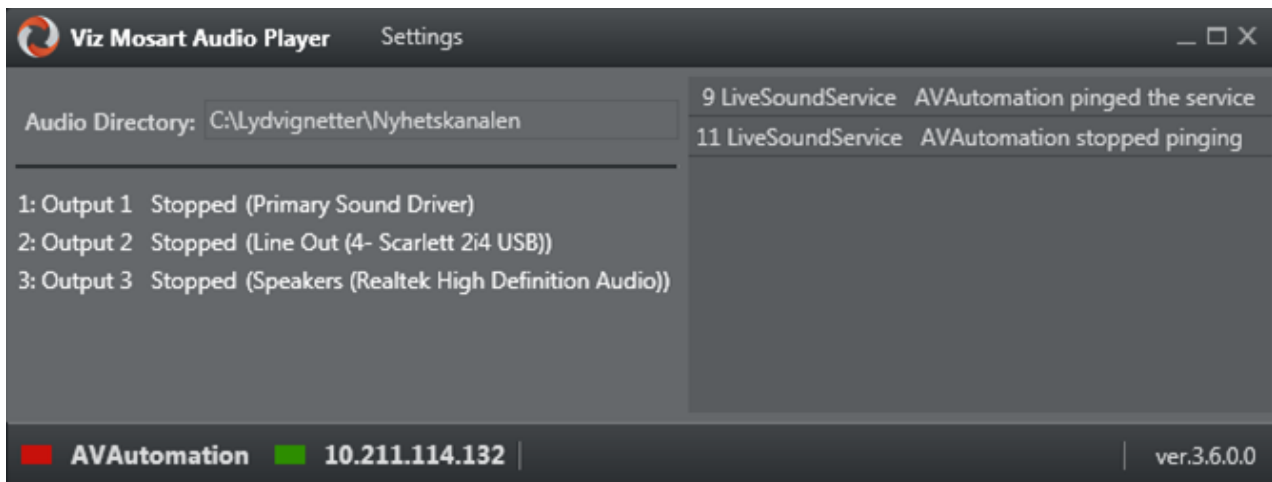 Viz Mosart Audio Player Settings
Audio Directory: C:\Lydvignetter\Nyhetskanalen
1: Output 1 Stopped (Primary Sound Driver)
2: Output 2 Stopped (Line Out (4- Scarlett 2i4 USB))
3: Output 3 Stopped (Speakers (Realtek High Definition Audio))
9 LiveSoundService AVAutomation pinged the service
11 LiveSoundService AVAutomation stopped pinging
AVAutomation 10.211.114.132 ver.3.6.0.0